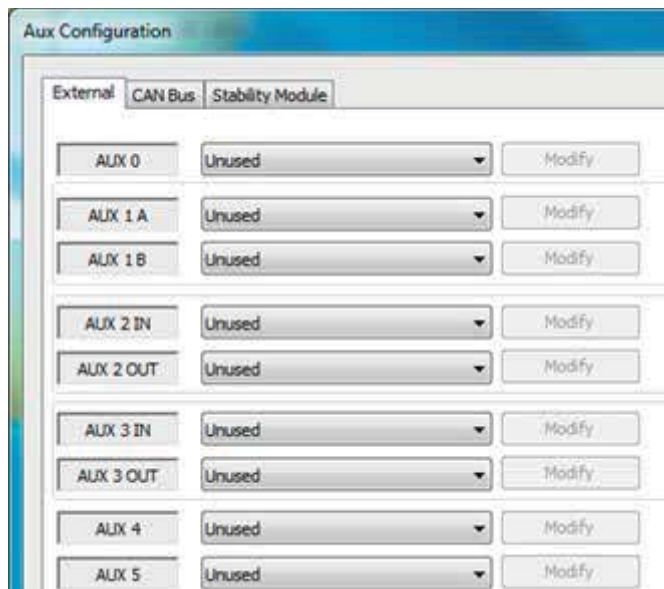 Aux Configuration
External CAN Bus Stability Module
AUX 0 Unused Modify
AUX 1 A Unused Modify
AUX 1 B Unused Modify
AUX 2 IN Unused Modify
AUX 2 OUT Unused Modify
AUX 3 IN Unused Modify
AUX 3 OUT Unused Modify
AUX 4 Unused Modify
AUX 5 Unused Modify